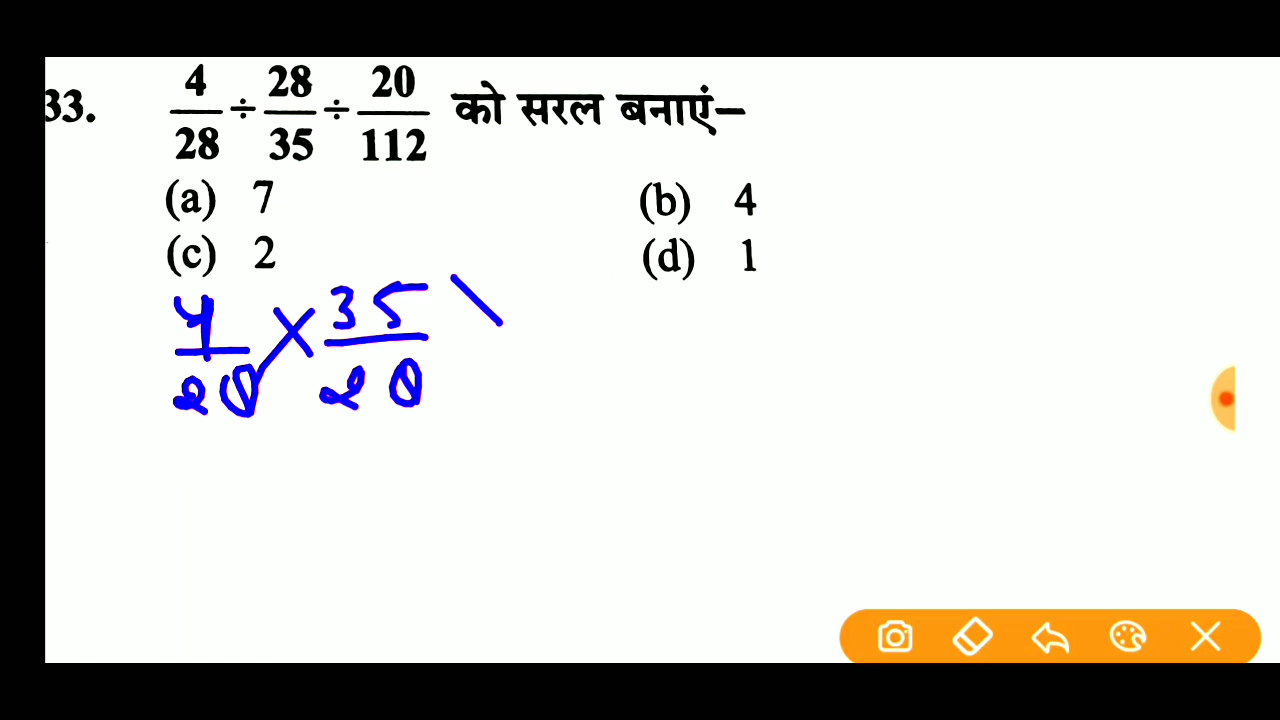 33. 4/28 ÷ 28/35 ÷ 20/112 को सरल बनाएं–
(a) 7 (b) 4
(c) 2 (d) 1
4/28 × 35/28 \